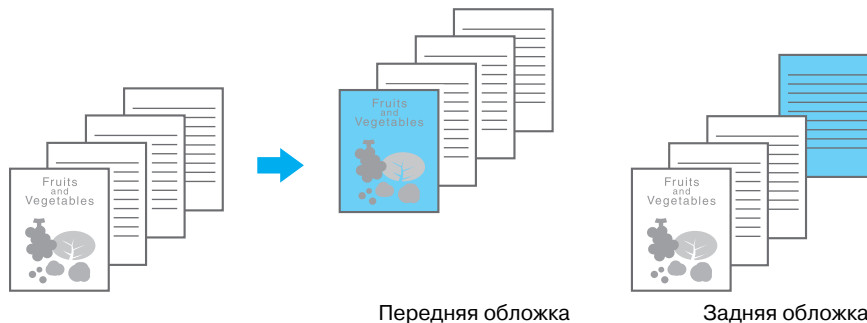 Fruits
and
Vegetables
Fruits
and
Vegetables
Fruits
and
Vegetables
Передняя обложка
Задняя обложка